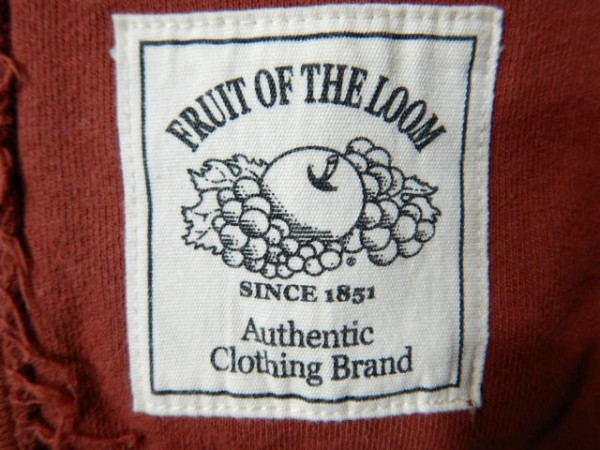 FRUIT OF THE LOOM
®
SINCE 1851
Authentic
Clothing Brand